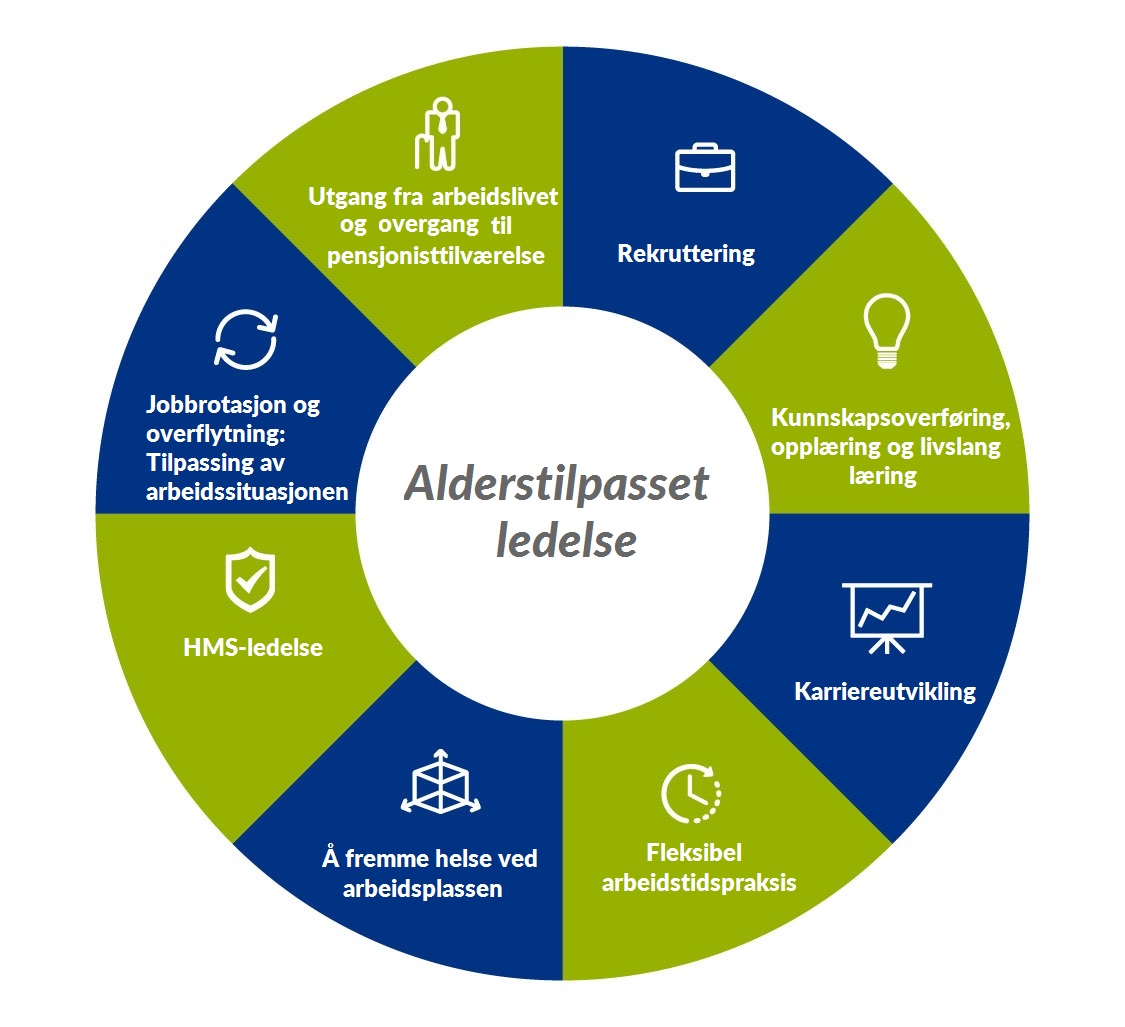 Alderstilpasset
ledelse
Rekruttering
Kunnskapsoverføring,
opplæring og livslang
læring
Karriereutvikling
Fleksibel
arbeidstidspraksis
Å fremme helse ved
arbeidsplassen
HMS-ledelse
Jobbrotasjon og
overflytning:
Tilpassing av
arbeidssituasjonen
Utgang fra arbeidslivet
og overgang til
pensjonisttilværelse